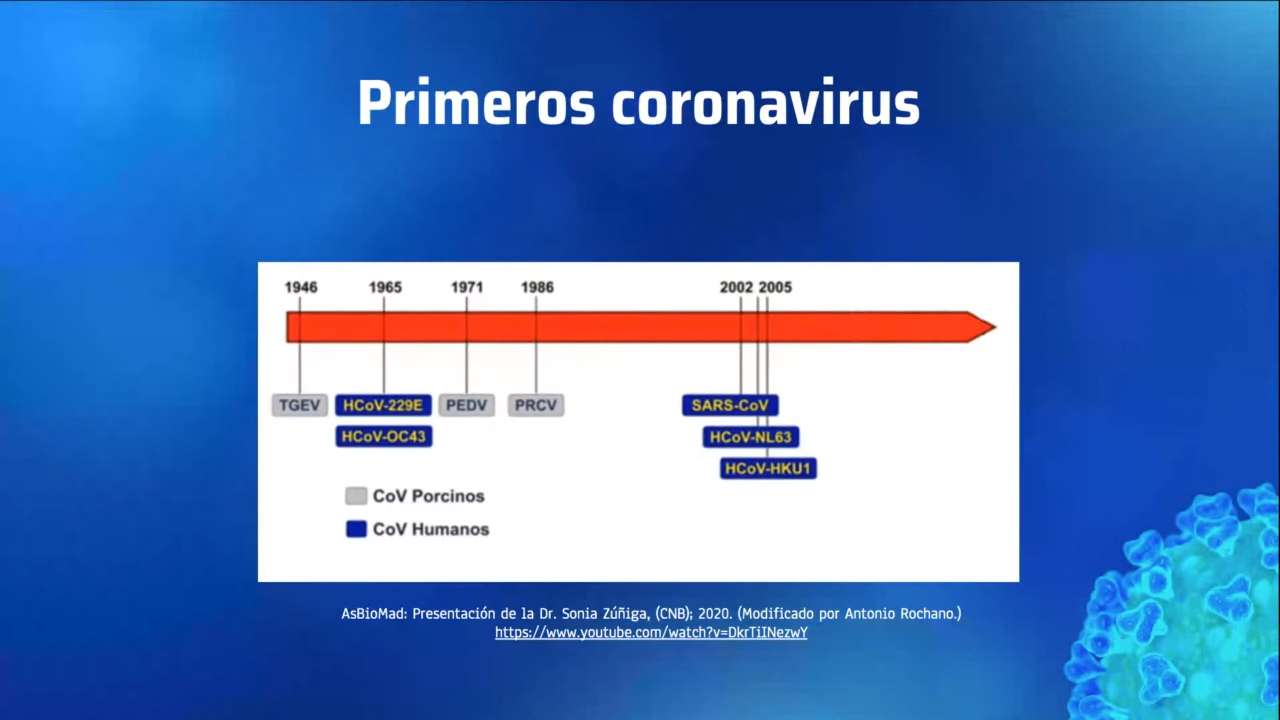 Primeros coronavirus
1946 1965 1971 1986 2002 2005
TGEV HCoV-229E PEDV PRCV SARS-CoV
HCoV-OC43 HCoV-NL63
HCoV-HKU1
CoV Porcinos
CoV Humanos
AsBioMad: Presentación de la Dr. Sonia Zúñiga, (CNB); 2020. (Modificado por Antonio Rochano.)
https://www.youtube.com/watch?v=DkrTiINezwY